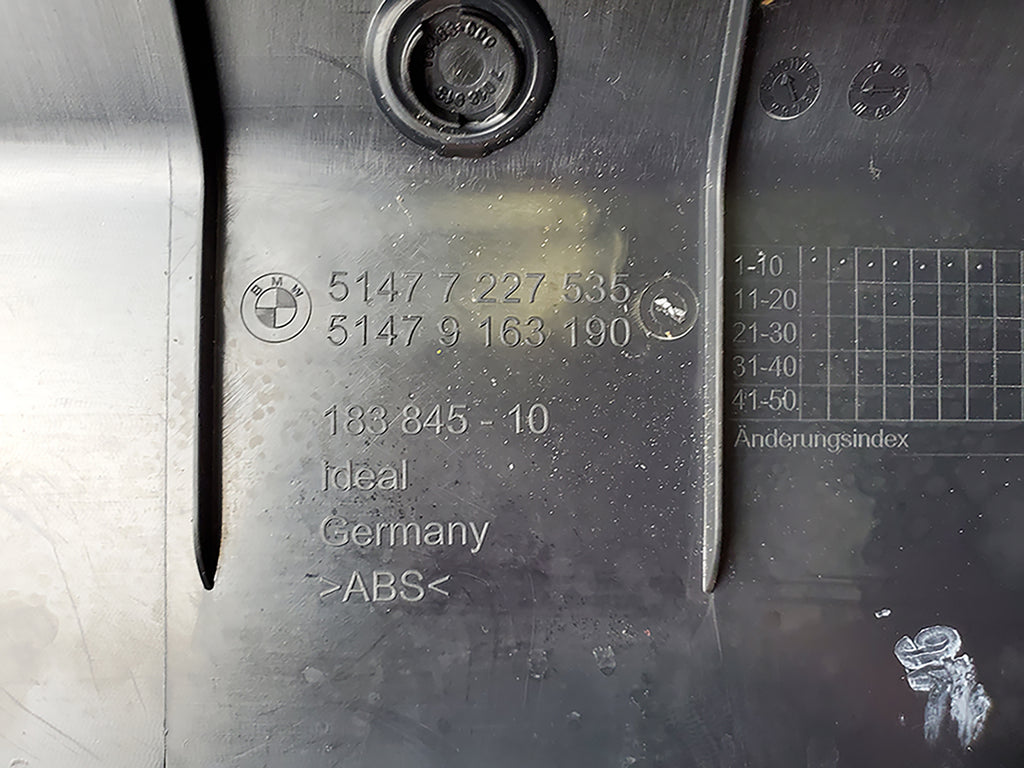 BMW
5147 7 227 535
5147 9 163 190
183 845 - 10
ideal
Germany
>ABS<
1-10
11-20
21-30
31-40
41-50
Änderungsindex